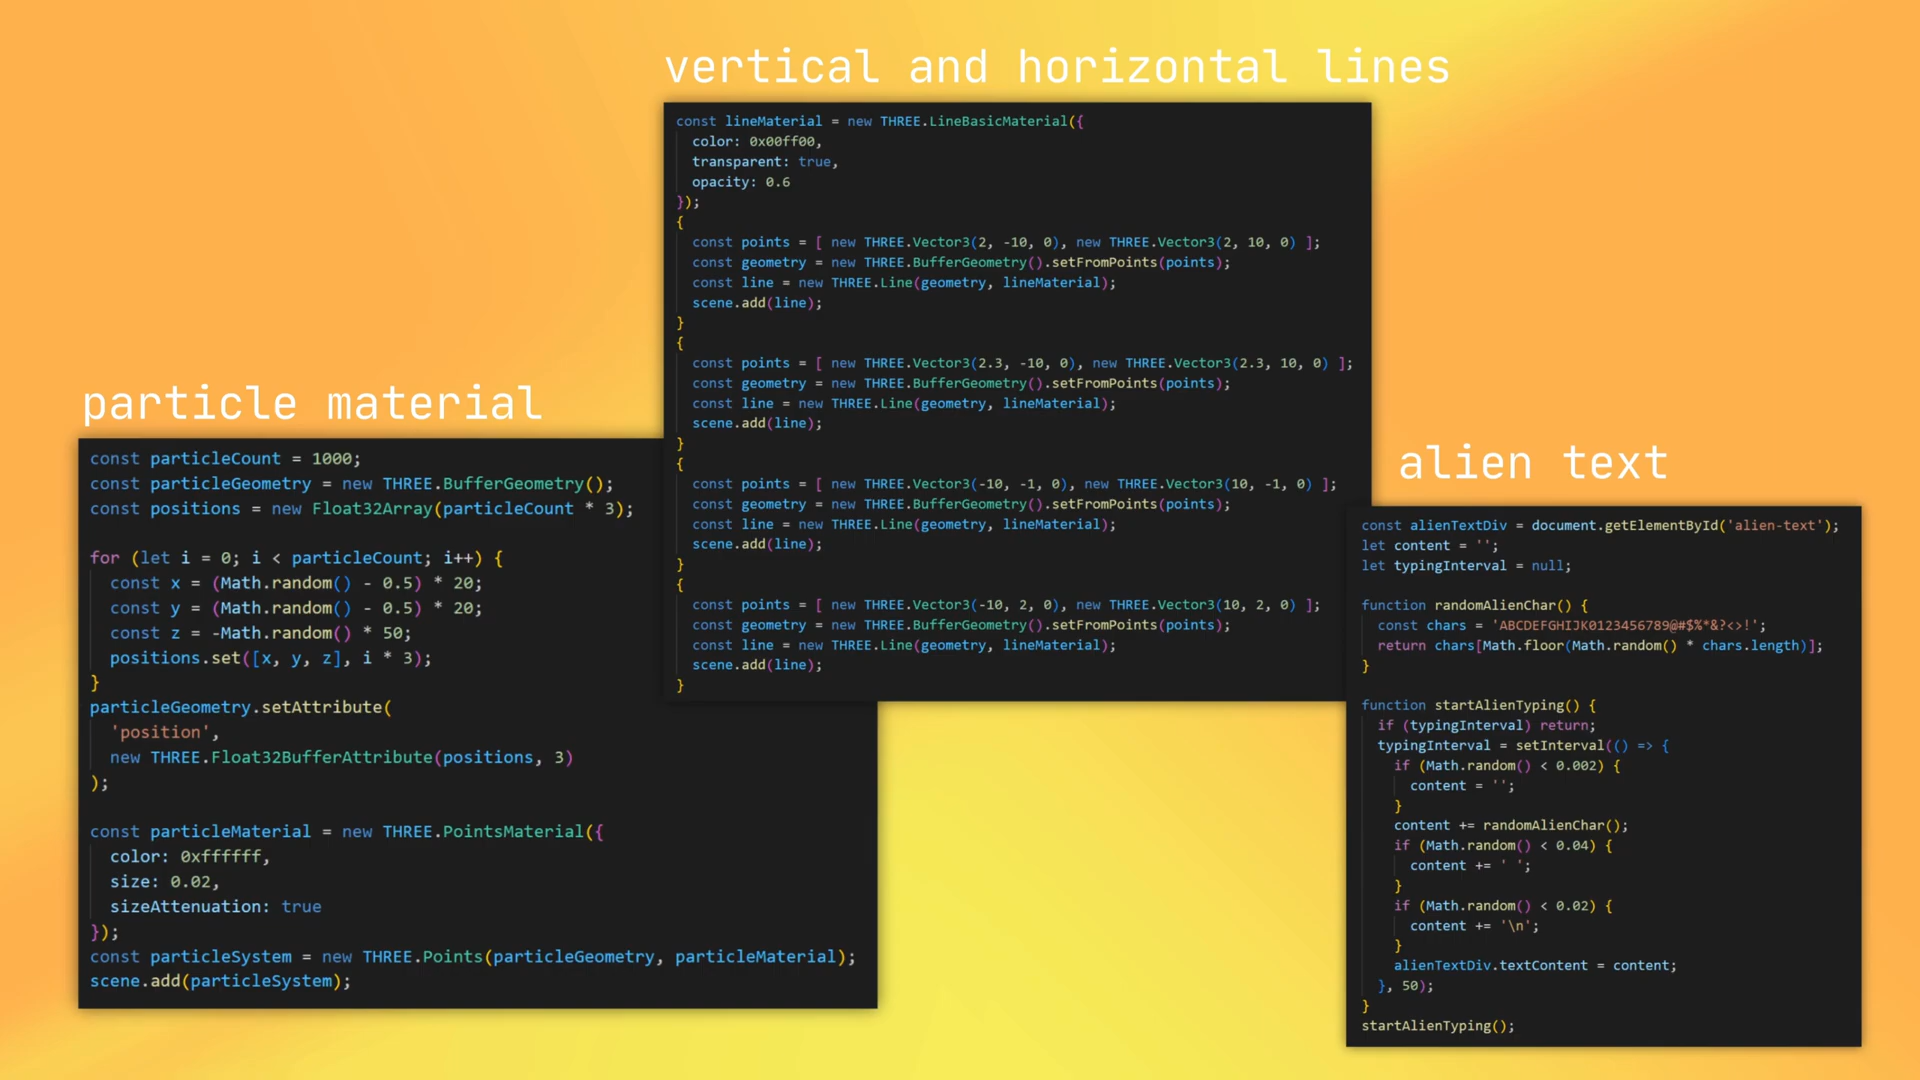 vertical and horizontal lines
const lineMaterial = new THREE.LineBasicMaterial({
  color: 0x00ff00,
  transparent: true,
  opacity: 0.6
});
{
  const points = [ new THREE.Vector3(2, -10, 0), new THREE.Vector3(2, 10, 0) ];
  const geometry = new THREE.BufferGeometry().setFromPoints(points);
  const line = new THREE.Line(geometry, lineMaterial);
  scene.add(line);
}
{
  const points = [ new THREE.Vector3(2.3, -10, 0), new THREE.Vector3(2.3, 10, 0) ];
  const geometry = new THREE.BufferGeometry().setFromPoints(points);
  const line = new THREE.Line(geometry, lineMaterial);
  scene.add(line);
}
{
  const points = [ new THREE.Vector3(-10, -1, 0), new THREE.Vector3(10, -1, 0) ];
  const geometry = new THREE.BufferGeometry().setFromPoints(points);
  const line = new THREE.Line(geometry, lineMaterial);
  scene.add(line);
}
{
  const points = [ new THREE.Vector3(-10, 2, 0), new THREE.Vector3(10, 2, 0) ];
  const geometry = new THREE.BufferGeometry().setFromPoints(points);
  const line = new THREE.Line(geometry, lineMaterial);
  scene.add(line);
}
particle material
const particleCount = 1000;
const particleGeometry = new THREE.BufferGeometry();
const positions = new Float32Array(particleCount * 3);
for (let i = 0; i < particleCount; i++) {
  const x = (Math.random() - 0.5) * 20;
  const y = (Math.random() - 0.5) * 20;
  const z = -Math.random() * 50;
  positions.set([x, y, z], i * 3);
}
particleGeometry.setAttribute(
  'position',
  new THREE.Float32BufferAttribute(positions, 3)
);
const particleMaterial = new THREE.PointsMaterial({
  color: 0xffffff,
  size: 0.02,
  sizeAttenuation: true
});
const particleSystem = new THREE.Points(particleGeometry, particleMaterial);
scene.add(particleSystem);
alien text
const alienTextDiv = document.getElementById('alien-text');
let content = '';
let typingInterval = null;
function randomAlienChar() {
  const chars = 'ABCDEFGHIJK0123456789@#$%*&?<>!';
  return chars[Math.floor(Math.random() * chars.length)];
}
function startAlienTyping() {
  if (typingInterval) return;
  typingInterval = setInterval(() => {
    if (Math.random() < 0.002) {
      content = '';
    }
    content += randomAlienChar();
    if (Math.random() < 0.04) {
      content += ' ';
    }
    if (Math.random() < 0.02) {
      content += '\n';
    }
    alienTextDiv.textContent = content;
  }, 50);
}
startAlienTyping();